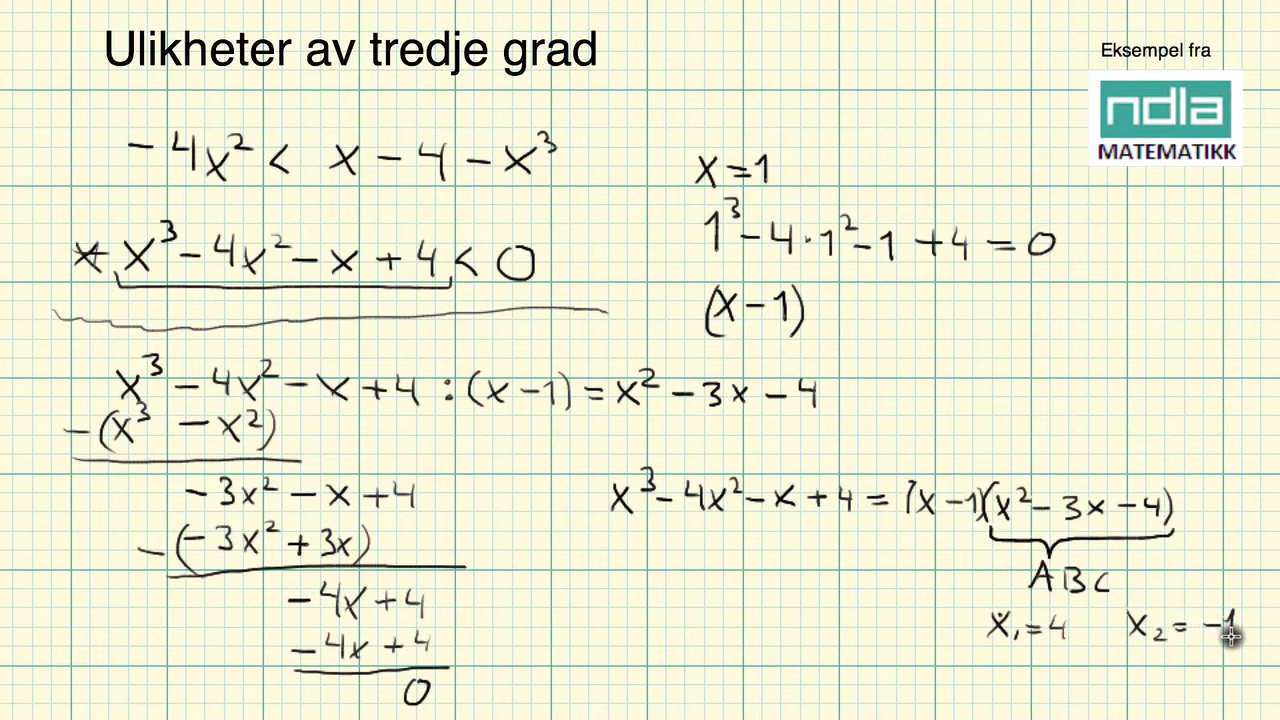 Ulikheter av tredje grad
Eksempel fra
ndla
MATEMATIKK
-4x² < x - 4 - x³
* x³ - 4x² - x + 4 < 0
x = 1
1³ - 4·1² - 1 + 4 = 0
(x - 1)
x³ - 4x² - x + 4 : (x - 1) = x² - 3x - 4
-(x³ - x²)
-3x² - x + 4
-(-3x² + 3x)
-4x + 4
-4x + 4
0
x³ - 4x² - x + 4 = (x - 1)(x² - 3x - 4)
ABC
x₁ = 4 x₂ = -1